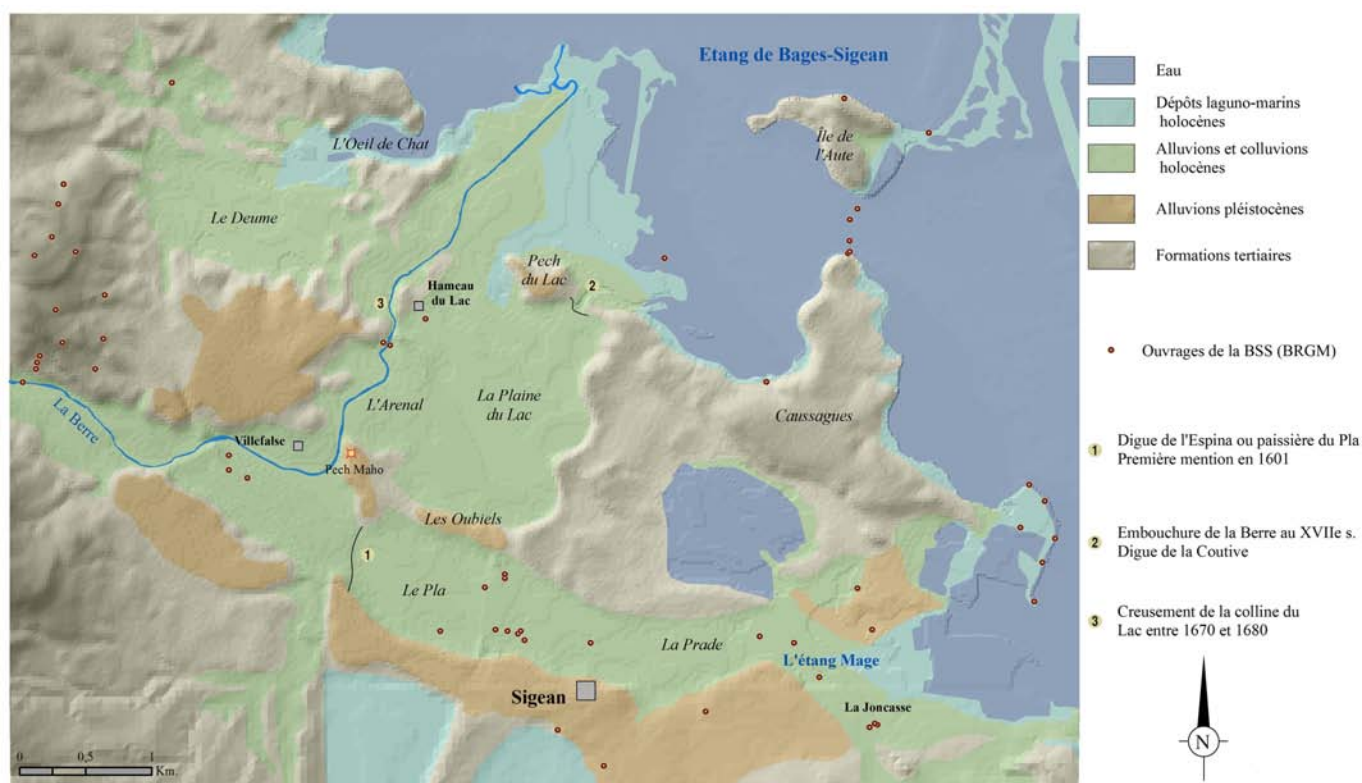 Etang de Bages-Sigean
L'Oeil de Chat
Île de
l'Aute
Le Deume
Pech
du Lac
2
3
Hameau
du Lac
La Plaine
du Lac
L'Arenal
Caussagues
La Berre
Villefalse
Pech Maho
Les Oubiels
1
Le Pla
La Prade
L'étang Mage
Sigean
La Joncasse
0 0,5 1
Km.
Eau
Dépôts laguno-marins
holocènes
Alluvions et colluvions
holocènes
Alluvions pléistocènes
Formations tertiaires
Ouvrages de la BSS (BRGM)
1 Digue de l'Espina ou paissière du Pla
Première mention en 1601
2 Embouchure de la Berre au XVIIe s.
Digue de la Coutive
3 Creusement de la colline du
Lac entre 1670 et 1680
N